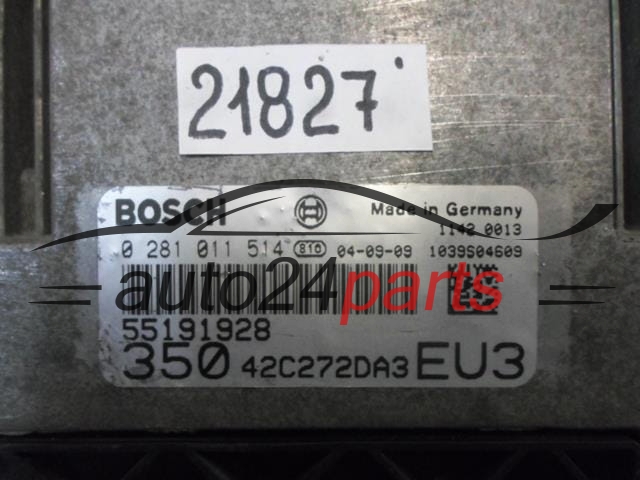 21827
BOSCH
Made in Germany
1142 0013
0 281 011 514 810 04-09-09 1039S04609
auto24parts
55191928
350 42C272DA3 EU3